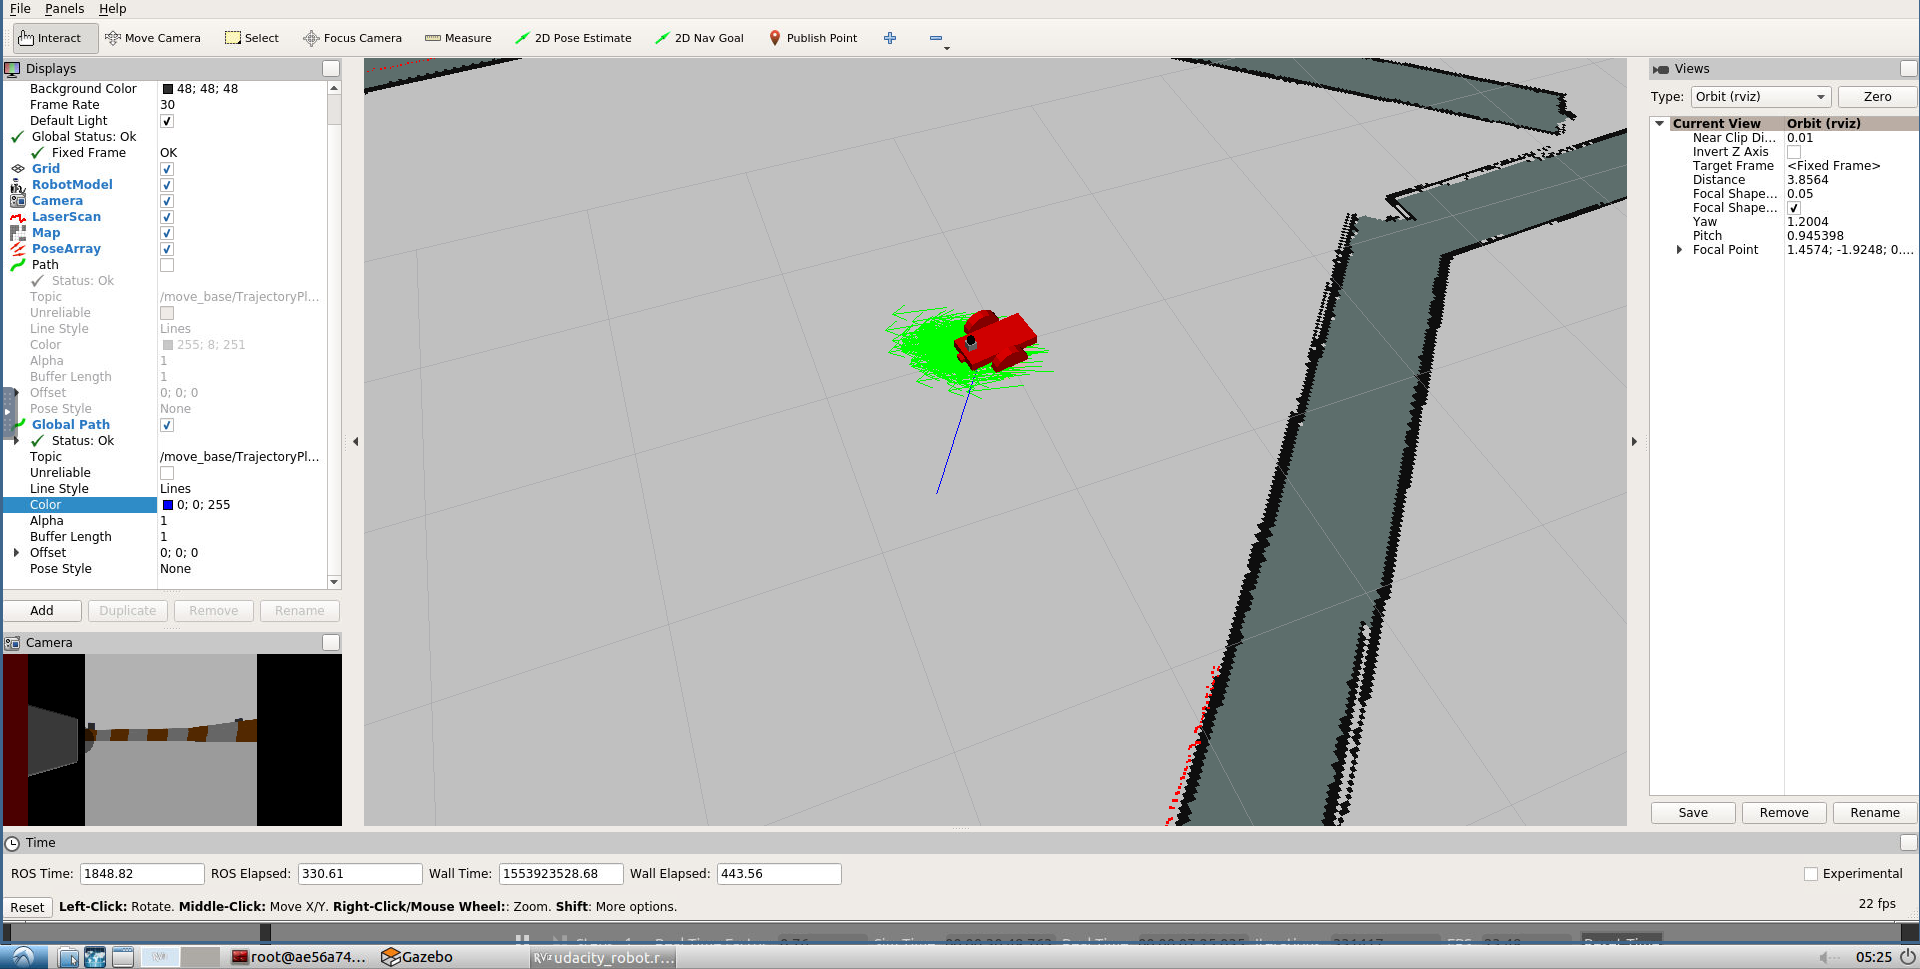 File Panels Help
Interact Move Camera Select Focus Camera Measure 2D Pose Estimate 2D Nav Goal Publish Point
Displays
Background Color 48; 48; 48
Frame Rate 30
Default Light
Global Status: Ok
Fixed Frame OK
Grid
RobotModel
Camera
LaserScan
Map
PoseArray
Path
Status: Ok
Topic /move_base/TrajectoryPl...
Unreliable
Line Style Lines
Color 255; 8; 251
Alpha 1
Buffer Length 1
Offset 0; 0; 0
Pose Style None
Global Path
Status: Ok
Topic /move_base/TrajectoryPl...
Unreliable
Line Style Lines
Color 0; 0; 255
Alpha 1
Buffer Length 1
Offset 0; 0; 0
Pose Style None
Add Duplicate Remove Rename
Camera
Views
Type: Orbit (rviz) Zero
Current View Orbit (rviz)
Near Clip Di... 0.01
Invert Z Axis
Target Frame <Fixed Frame>
Distance 3.8564
Focal Shape... 0.05
Focal Shape...
Yaw 1.2004
Pitch 0.945398
Focal Point 1.4574; -1.9248; 0....
Save Remove Rename
Time
ROS Time: 1848.82 ROS Elapsed: 330.61 Wall Time: 1553923528.68 Wall Elapsed: 443.56 Experimental
Reset Left-Click: Rotate. Middle-Click: Move X/Y. Right-Click/Mouse Wheel:: Zoom. Shift: More options. 22 fps
root@ae56a74... Gazebo udacity_robot.r... 05:25